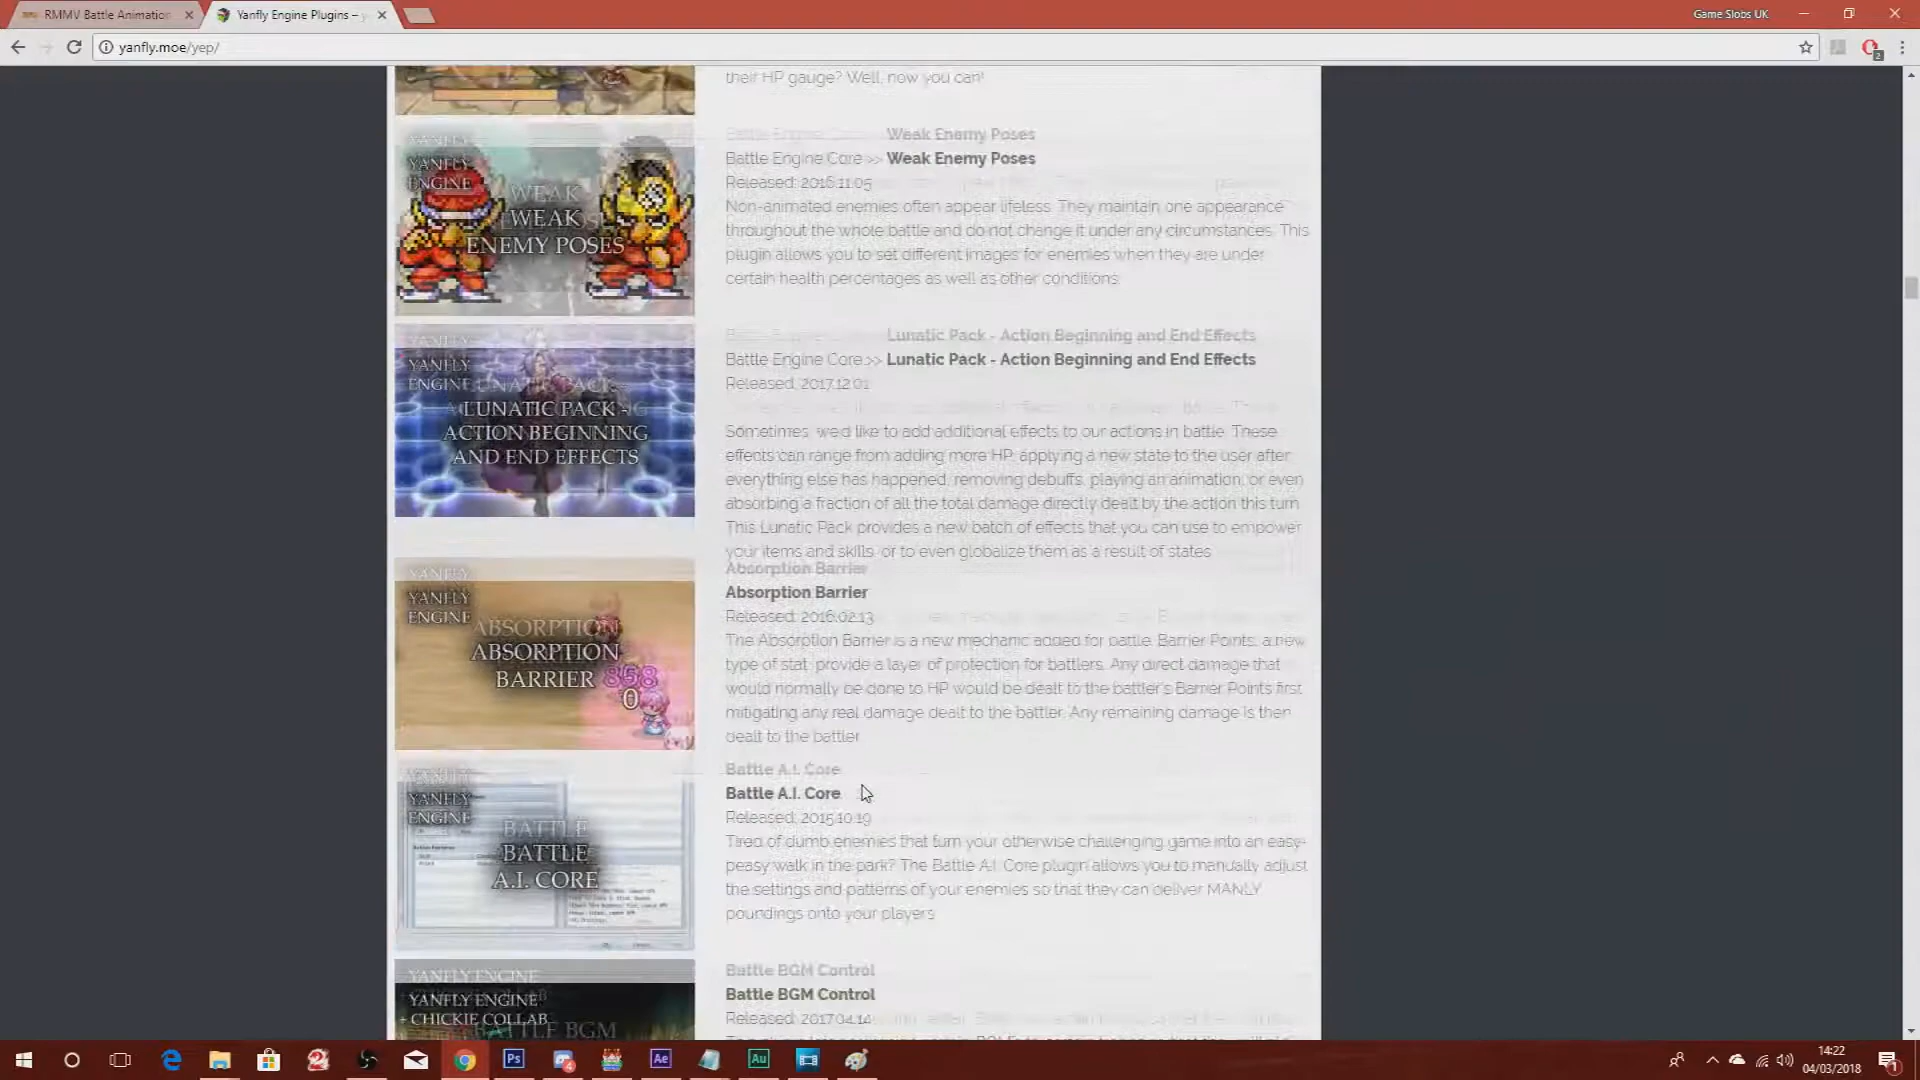 RMMV Battle Animation
Yanfly Engine Plugins –
Game Slobs UK
yanfly.moe/yep/
their HP gauge? Well, now you can!
YANFLY
ENGINE
WEAK
ENEMY POSES
Battle Engine Core >> Weak Enemy Poses
Released: 2016.11.05
Non-animated enemies often appear lifeless. They maintain one appearance
throughout the whole battle and do not change it under any circumstances. This
plugin allows you to set different images for enemies when they are under
certain health percentages as well as other conditions.
YANFLY
ENGINE
LUNATIC PACK -
ACTION BEGINNING
AND END EFFECTS
Battle Engine Core >> Lunatic Pack - Action Beginning and End Effects
Released: 2017.12.01
Sometimes, we'd like to add additional effects to our actions in battle. These
effects can range from adding more HP, applying a new state to the user after
everything else has happened, removing debuffs, playing an animation, or even
absorbing a fraction of all the total damage directly dealt by the action this turn.
This Lunatic Pack provides a new batch of effects that you can use to empower
your items and skills, or to even globalize them as a result of states.
YANFLY
ENGINE
ABSORPTION
BARRIER
858
0
Absorption Barrier
Released: 2016.02.13
The Absorption Barrier is a new mechanic added for battle. Barrier Points, a new
type of stat, provide a layer of protection for battlers. Any direct damage that
would normally be done to HP would be dealt to the battler's Barrier Points first
mitigating any real damage dealt to the battler. Any remaining damage is then
dealt to the battler.
YANFLY
ENGINE
BATTLE
A.I. CORE
Battle A.I. Core
Released: 2015.10.19
Tired of dumb enemies that turn your otherwise challenging game into an easy-
peasy walk in the park? The Battle A.I. Core plugin allows you to manually adjust
the settings and patterns of your enemies so that they can deliver MANLY
poundings onto your players.
YANFLY ENGINE
+ CHICKIE COLLAB
BATTLE BGM
Battle BGM Control
Released: 2017.04.14
Ps
Ae
Au
14:22
04/03/2018